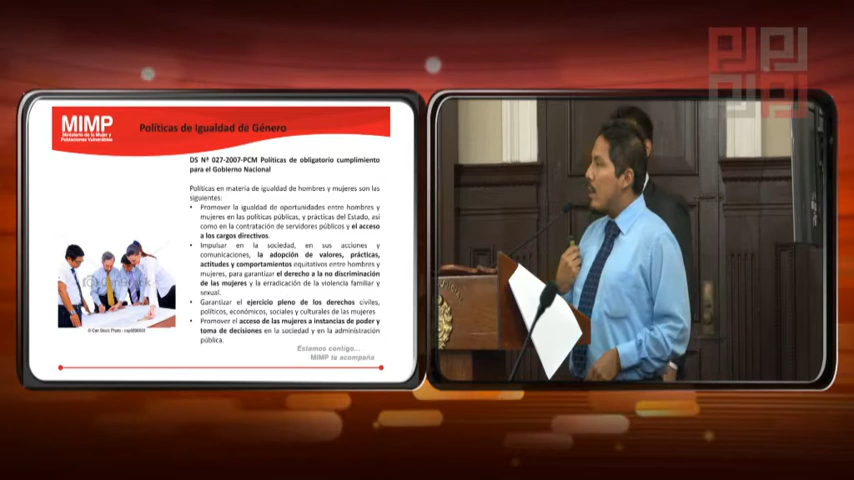 MIMP
Ministerio de la Mujer y
Poblaciones Vulnerables
Políticas de Igualdad de Género
DS Nº 027-2007-PCM Políticas de obligatorio cumplimiento
para el Gobierno Nacional
Políticas en materia de igualdad de hombres y mujeres son las
siguientes:
• Promover la igualdad de oportunidades entre hombres y
mujeres en las políticas públicas, y prácticas del Estado, así
como en la contratación de servidores públicos y el acceso
a los cargos directivos.
• Impulsar en la sociedad, en sus acciones y
comunicaciones, la adopción de valores, prácticas,
actitudes y comportamientos equitativos entre hombres y
mujeres, para garantizar el derecho a la no discriminación
de las mujeres y la erradicación de la violencia familiar y
sexual.
• Garantizar el ejercicio pleno de los derechos civiles,
políticos, económicos, sociales y culturales de las mujeres
• Promover el acceso de las mujeres a instancias de poder y
toma de decisiones en la sociedad y en la administración
pública.
Estamos contigo...
MIMP te acompaña